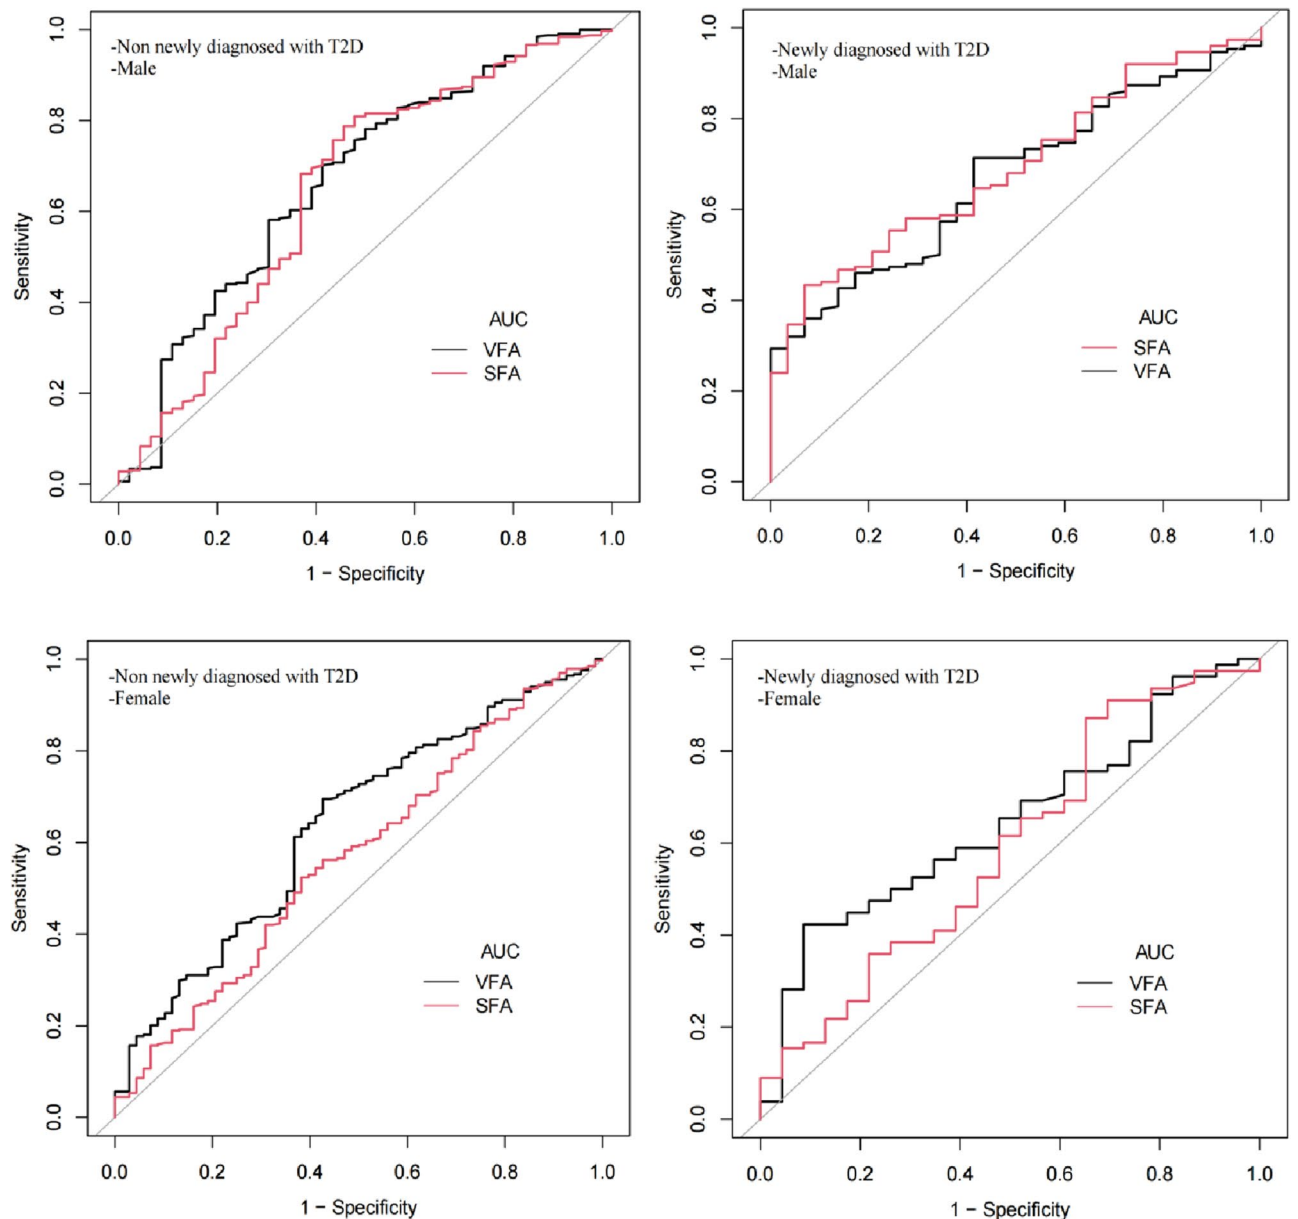 -Non newly diagnosed with T2D
-Male
Sensitivity
0.0 0.2 0.4 0.6 0.8 1.0
AUC
VFA
SFA
0.0 0.2 0.4 0.6 0.8 1.0
1 − Specificity
-Newly diagnosed with T2D
-Male
Sensitivity
0.0 0.2 0.4 0.6 0.8 1.0
AUC
SFA
VFA
0.0 0.2 0.4 0.6 0.8 1.0
1 − Specificity
-Non newly diagnosed with T2D
-Female
Sensitivity
0.0 0.2 0.4 0.6 0.8 1.0
AUC
VFA
SFA
0.0 0.2 0.4 0.6 0.8 1.0
1 − Specificity
-Newly diagnosed with T2D
-Female
Sensitivity
0.0 0.2 0.4 0.6 0.8 1.0
AUC
VFA
SFA
0.0 0.2 0.4 0.6 0.8 1.0
1 − Specificity